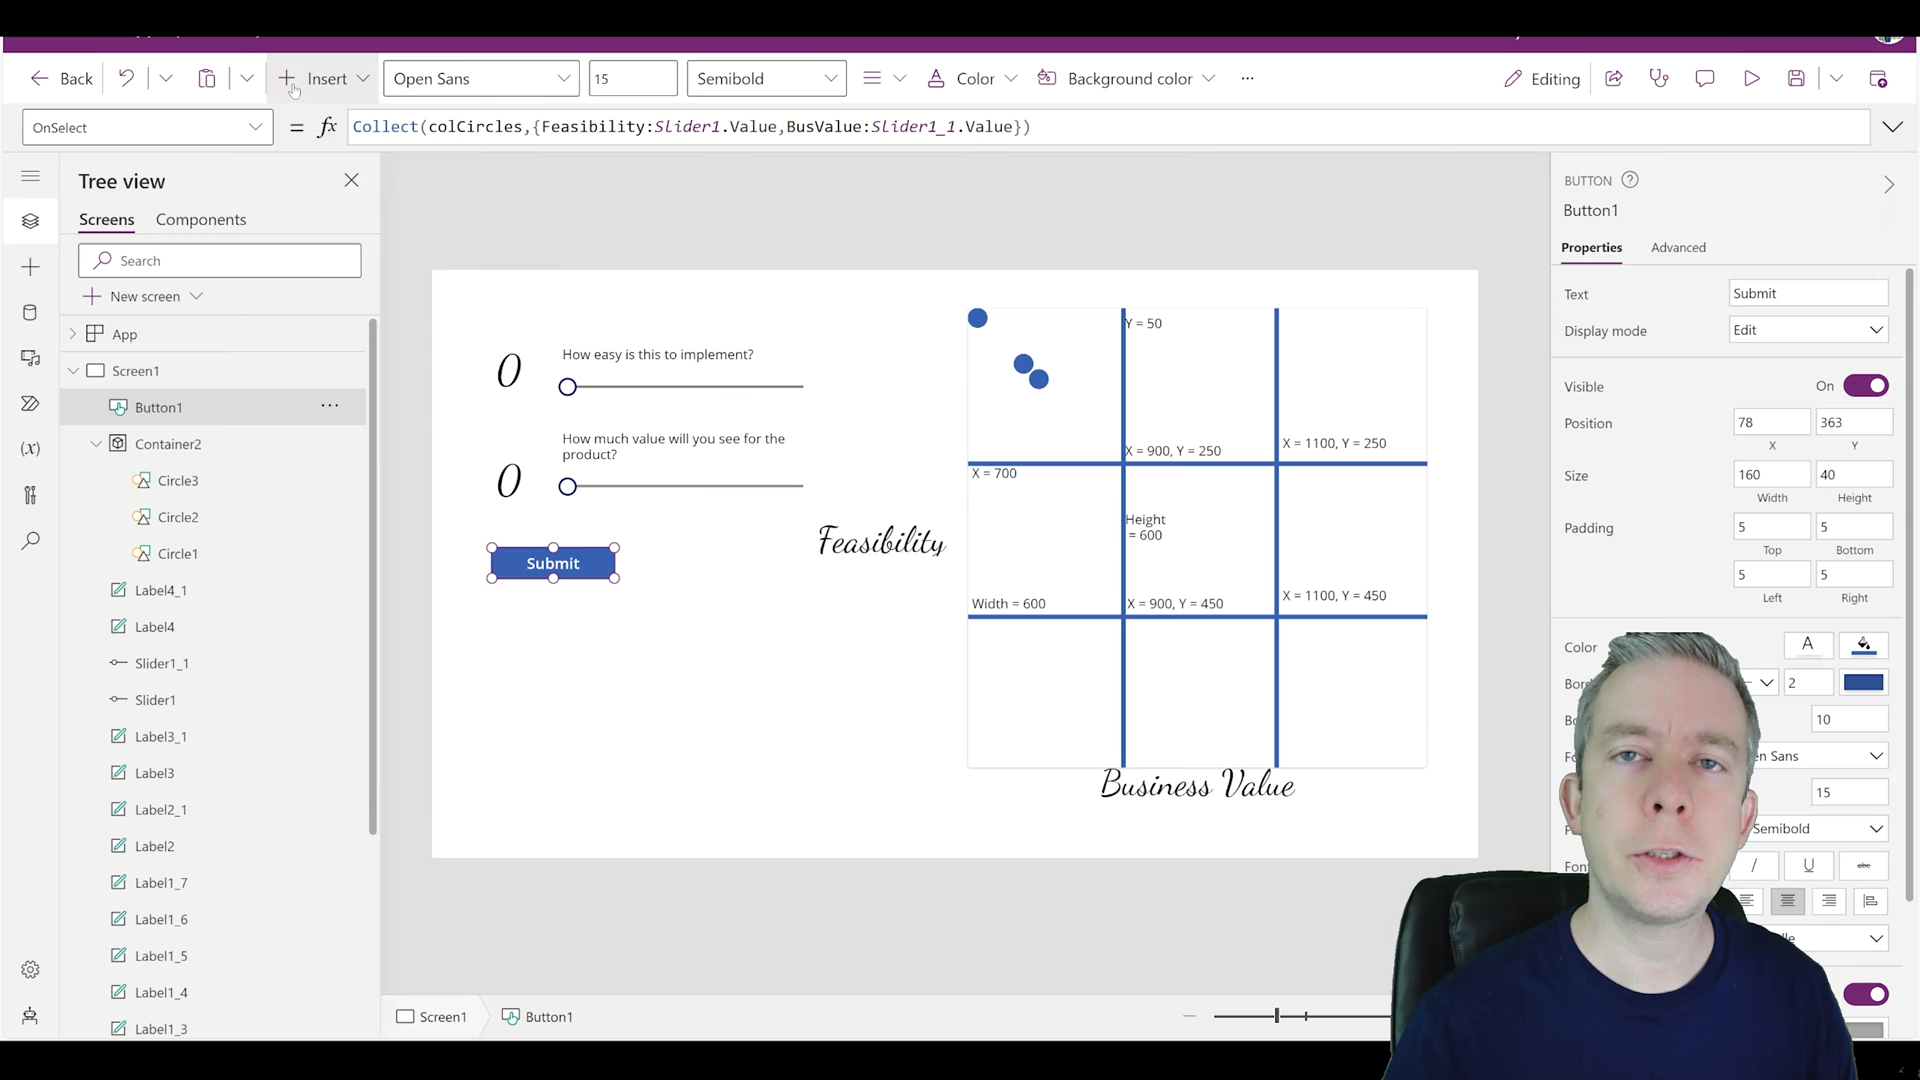 Back
Insert
Open Sans
15
Semibold
Color
Background color
...
Editing
OnSelect
= fx Collect(colCircles,{Feasibility:Slider1.Value,BusValue:Slider1_1.Value})
Tree view
Screens Components
Search
New screen
App
Screen1
Button1 ...
Container2
Circle3
Circle2
Circle1
Label4_1
Label4
Slider1_1
Slider1
Label3_1
Label3
Label2_1
Label2
Label1_7
Label1_6
Label1_5
Label1_4
Label1_3
0
How easy is this to implement?
0
How much value will you see for the
product?
Submit
Feasibility
Y = 50
X = 900, Y = 250
X = 1100, Y = 250
X = 700
Height
= 600
Width = 600
X = 900, Y = 450
X = 1100, Y = 450
Business Value
Screen1
Button1
BUTTON
Button1
Properties Advanced
Text Submit
Display mode Edit
Visible On
Position 78 363
X Y
Size 160 40
Width Height
Padding 5 5
Top Bottom
5 5
Left Right
Color A
2
10
en Sans
15
Semibold
/ U abc